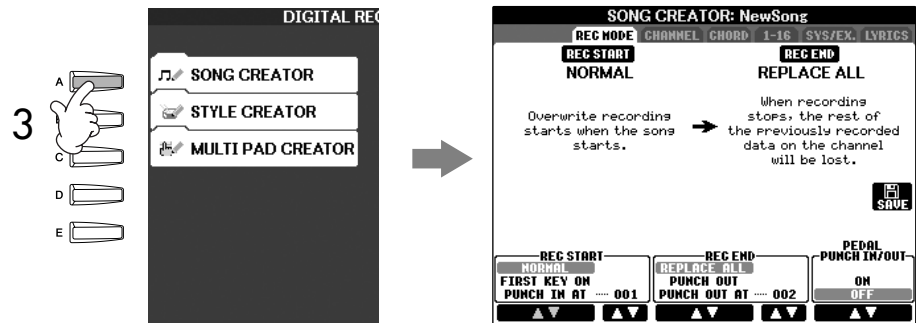 3
A
B
C
D
E
DIGITAL REC
SONG CREATOR
STYLE CREATOR
MULTI PAD CREATOR
SONG CREATOR: NewSong
REC MODE CHANNEL CHORD 1-16 SYS/EX. LYRICS
REC START
NORMAL
Overwrite recording
starts when the song
starts.
REC END
REPLACE ALL
When recording
stops, the rest of
the previously recorded
data on the channel
will be lost.
SAVE
REC START
NORMAL
FIRST KEY ON
PUNCH IN AT ····· 001
REC END
REPLACE ALL
PUNCH OUT
PUNCH OUT AT ···· 002
PEDAL
PUNCH IN/OUT
ON
OFF